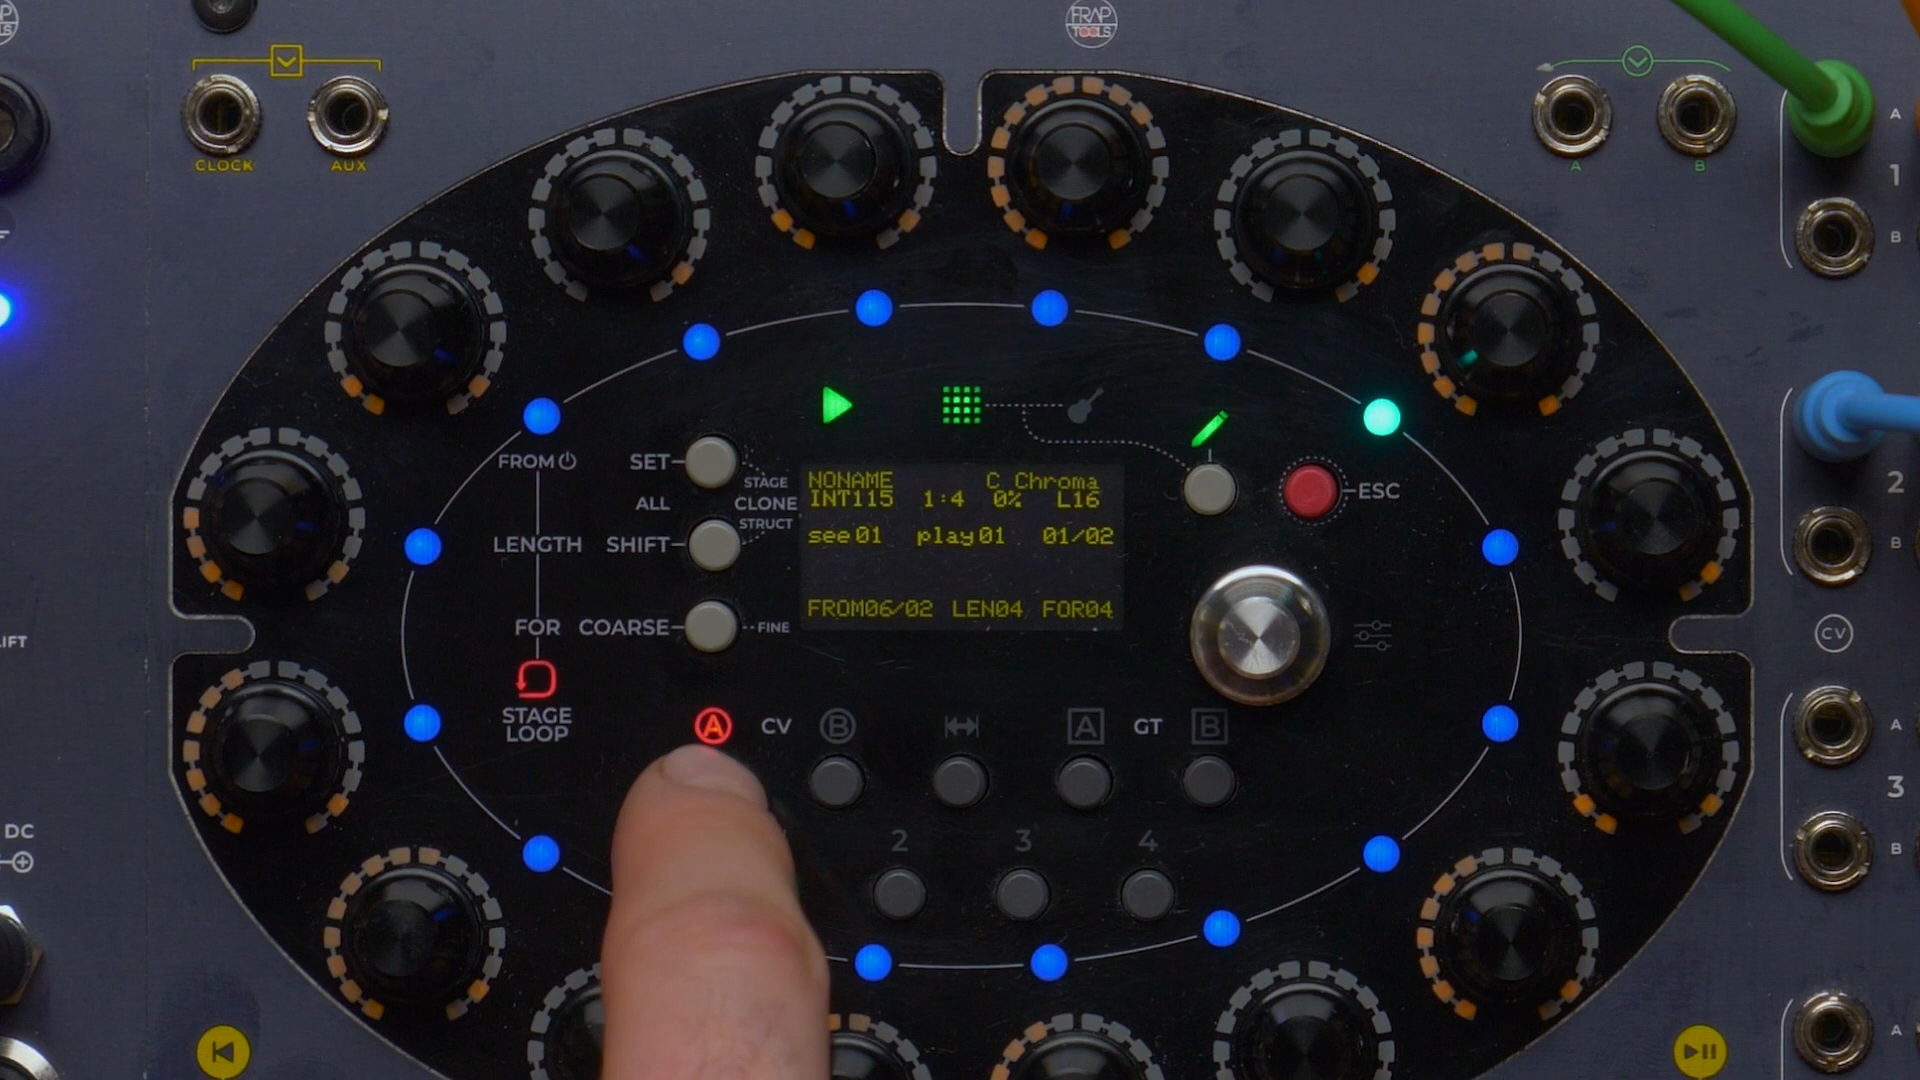 FRAP
TOOLS
CLOCK
AUX
A
B
A
1
B
FROM
SET
STAGE
ALL
CLONE
STRUCT
LENGTH
SHIFT
FOR
COARSE
FINE
STAGE
LOOP
NONAME C Chroma
INT115 1:4 0% L16
see01 play01 01/02
FROM06/02 LEN04 FOR04
ESC
A
CV
B
A
GT
B
2
3
4
2
B
CV
A
3
B
A
DC